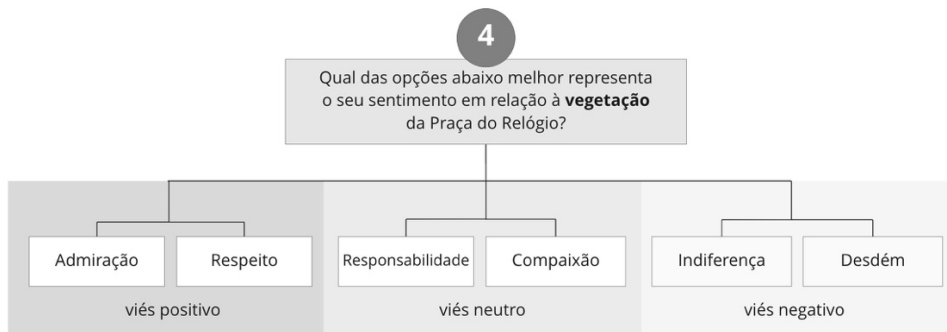 4
Qual das opções abaixo melhor representa
o seu sentimento em relação à vegetação
da Praça do Relógio?
Admiração
Respeito
Responsabilidade
Compaixão
Indiferença
Desdém
viés positivo
viés neutro
viés negativo